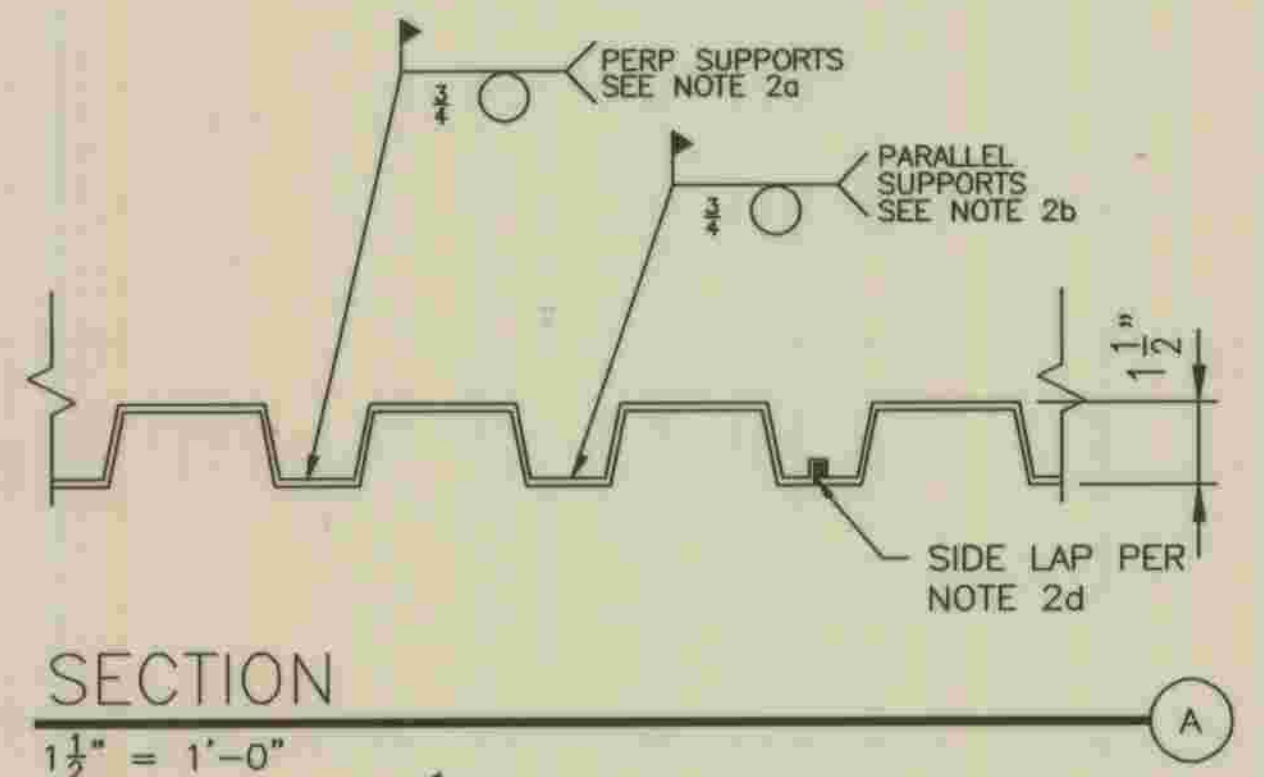 PERP SUPPORTS
SEE NOTE 2a
3/4
PARALLEL
SUPPORTS
SEE NOTE 2b
3/4
1 1/2"
SIDE LAP PER
NOTE 2d
SECTION
A
1 1/2" = 1'-0"